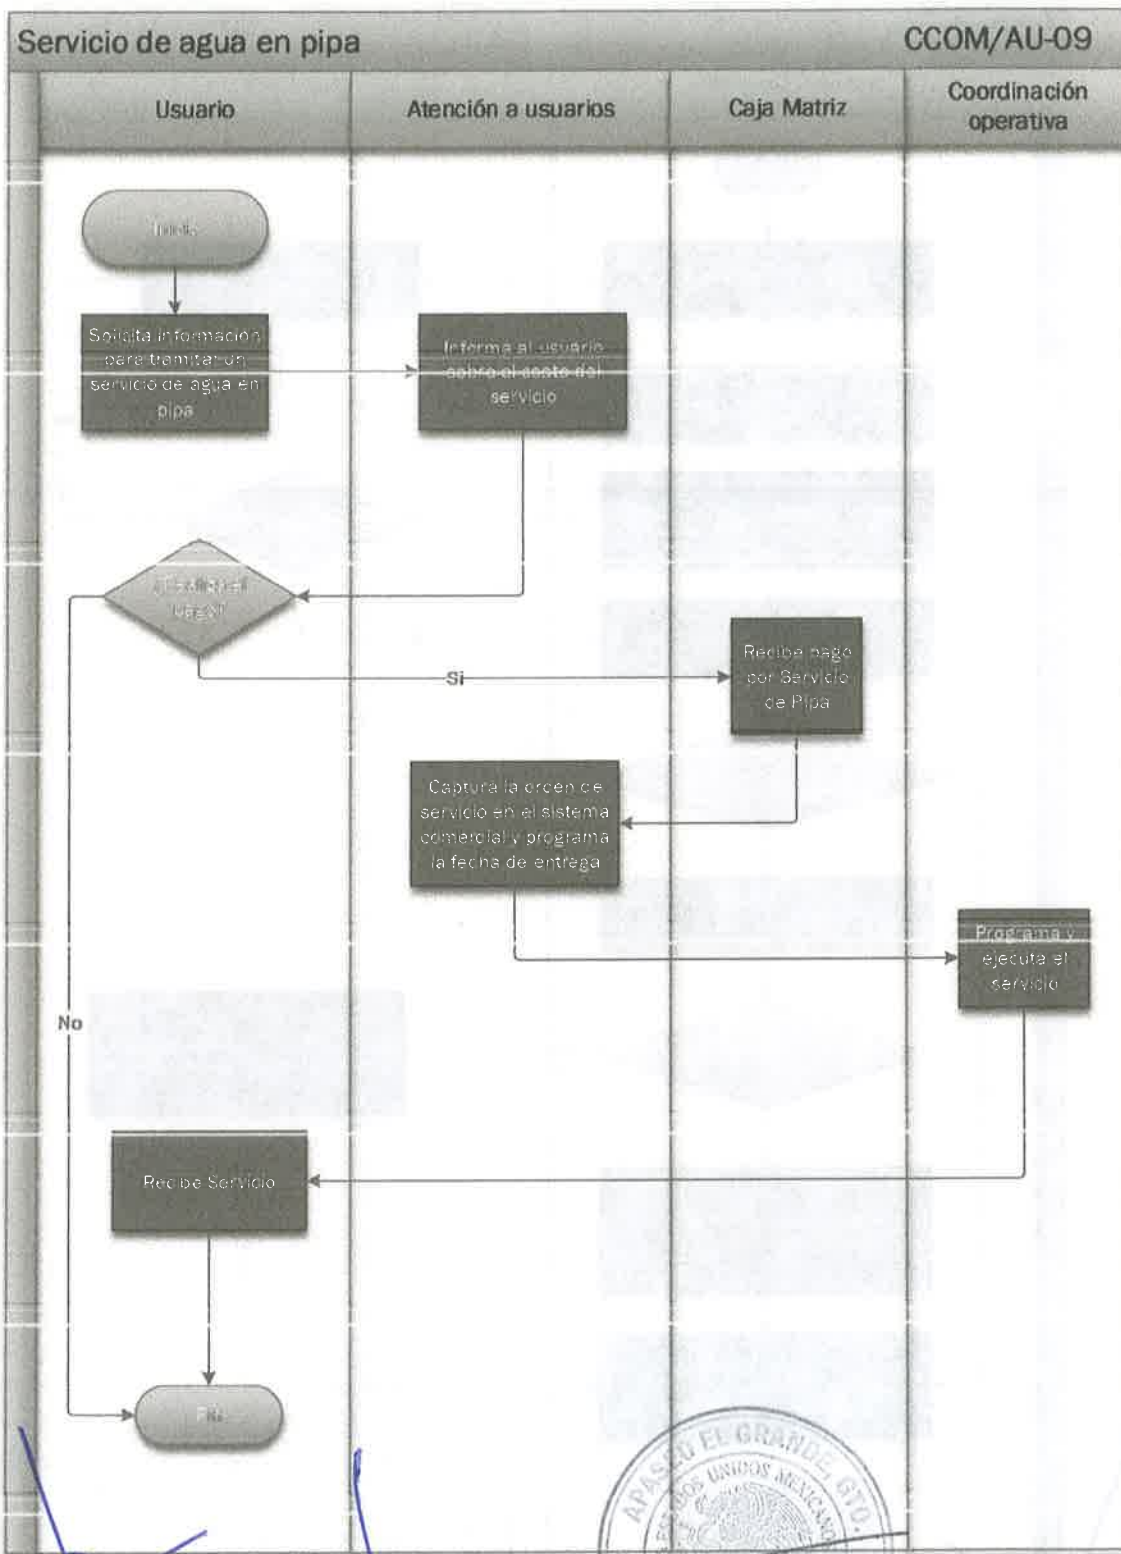 Servicio de agua en pipa
CCOM/AU-09
Usuario
Atención a usuarios
Caja Matriz
Coordinación
operativa
Inicio
Solicita información
para tramitar un
servicio de agua en
pipa
Informa al usuario
sobre el costo del
servicio
Recibe pago
por Servicio
de Pipa
Si
Captura la orden de
servicio en el sistema
comercial y programa
la fecha de entrega
Programa y
ejecuta el
servicio
No
Recibe Servicio
Fin
APASEO EL GRANDE, GTO.
ESTADOS UNIDOS MEXICANOS